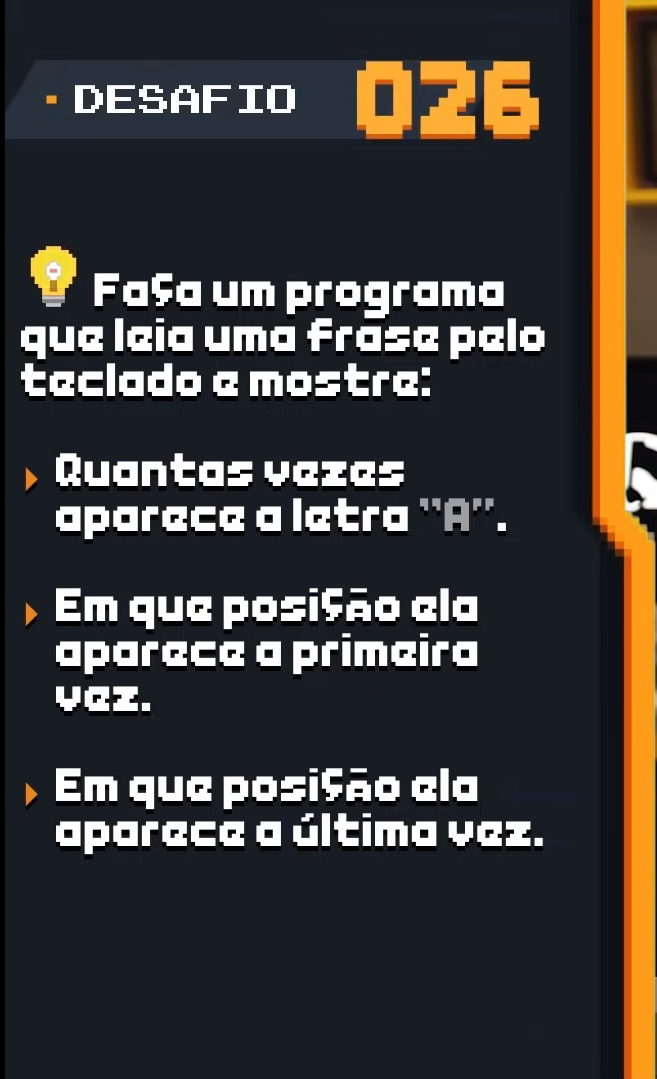 DESAFIO 026
Faça um programa
que leia uma frase pelo
teclado e mostre:
Quantas vezes
aparece a letra "A".
Em que posição ela
aparece a primeira
vez.
Em que posição ela
aparece a última vez.